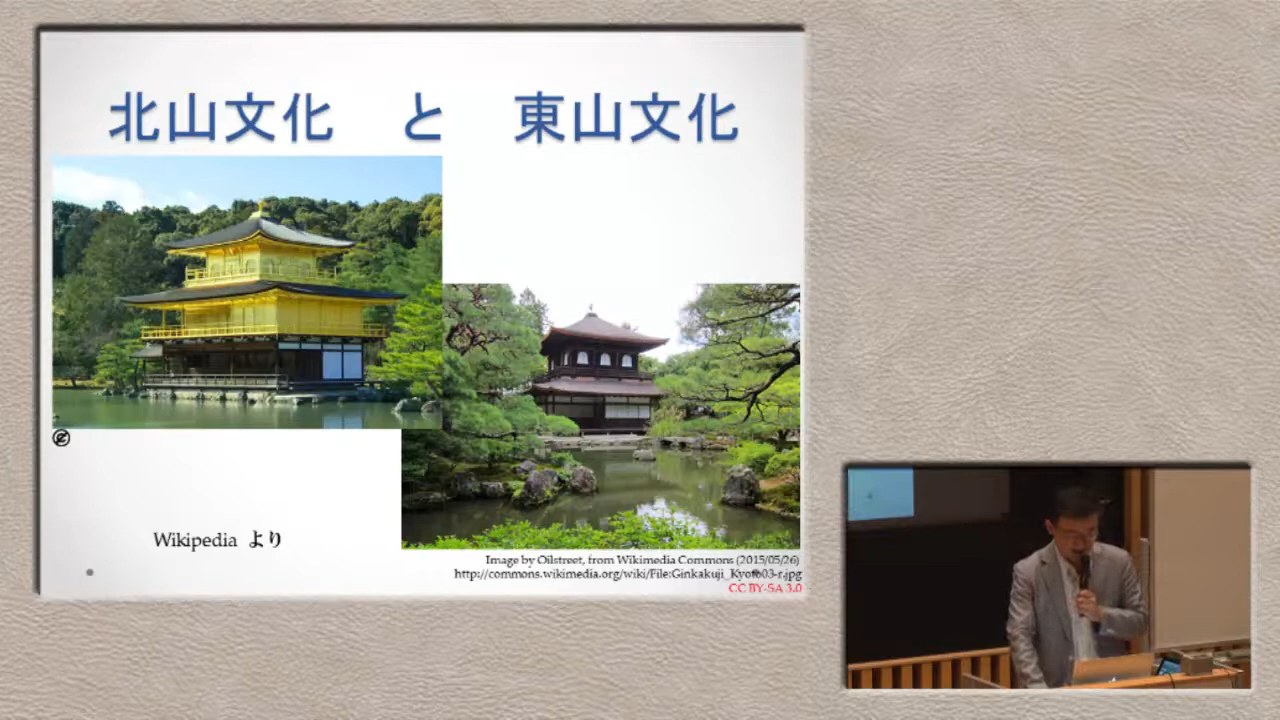 北山文化　と　東山文化
Wikipedia より
Image by Oilstreet, from Wikimedia Commons (2015/05/26)
http://commons.wikimedia.org/wiki/File:Ginkakuji_Kyoto03-r.jpg
CC BY-SA 3.0